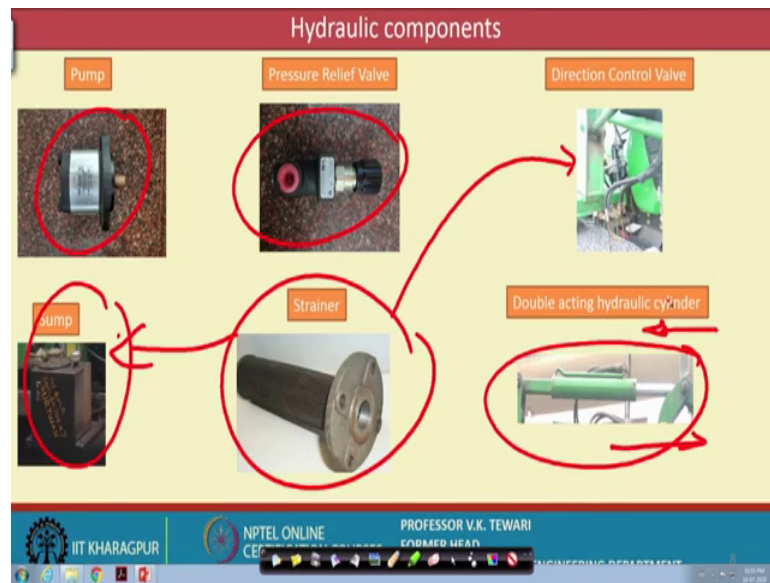 Hydraulic components
Pump
Pressure Relief Valve
Direction Control Valve
Sump
Strainer
Double acting hydraulic cylinder
IIT KHARAGPUR
NPTEL ONLINE
PROFESSOR V.K. TEWARI
FORMER HEAD
ENGINEERING DEPARTMENT
8